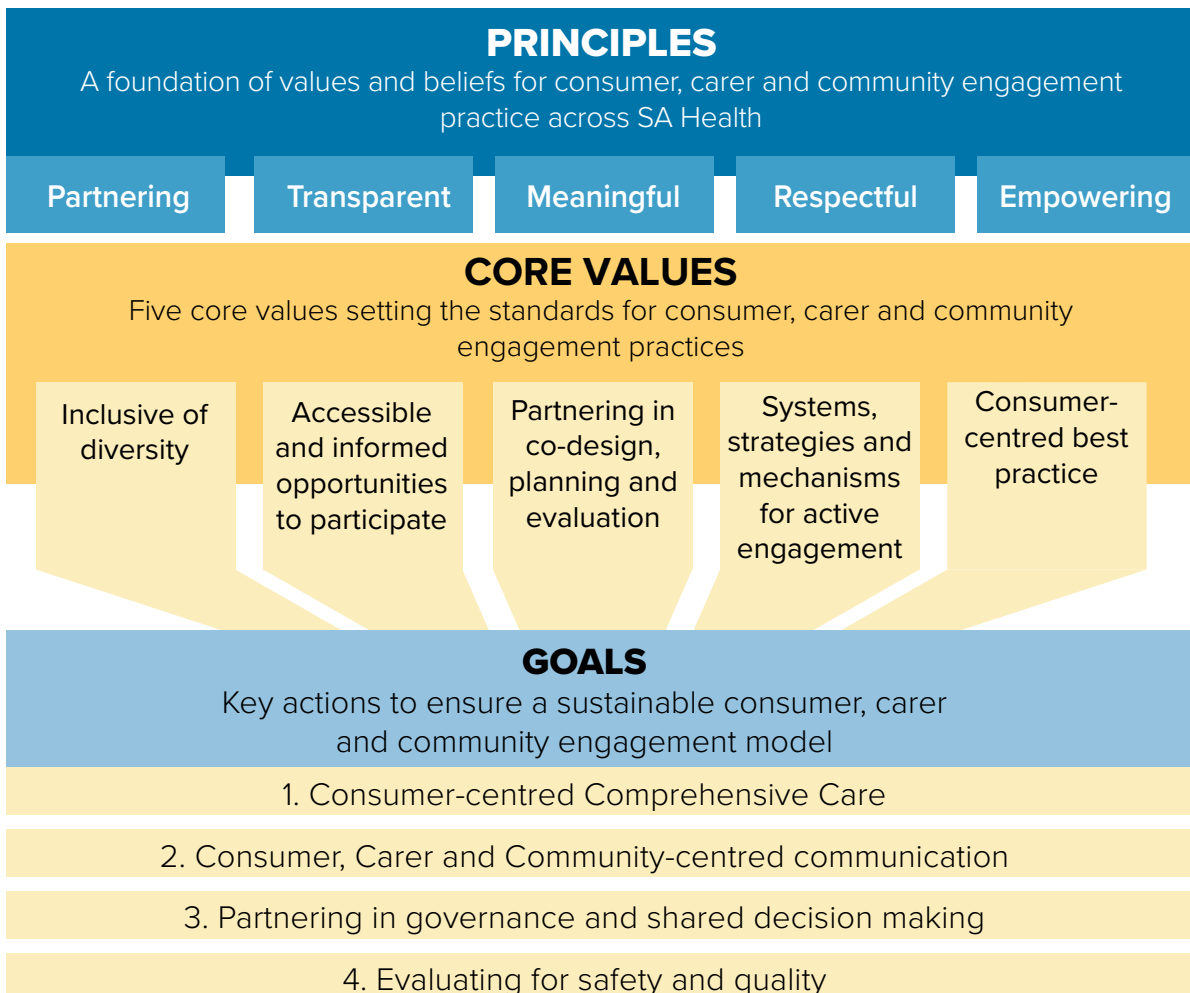 PRINCIPLES
A foundation of values and beliefs for consumer, carer and community engagement
practice across SA Health
Partnering
Transparent
Meaningful
Respectful
Empowering
CORE VALUES
Five core values setting the standards for consumer, carer and community
engagement practices
Inclusive of
diversity
Accessible
and informed
opportunities
to participate
Partnering in
co-design,
planning and
evaluation
Systems,
strategies and
mechanisms
for active
engagement
Consumer-
centred best
practice
GOALS
Key actions to ensure a sustainable consumer, carer
and community engagement model
1. Consumer-centred Comprehensive Care
2. Consumer, Carer and Community-centred communication
3. Partnering in governance and shared decision making
4. Evaluating for safety and quality